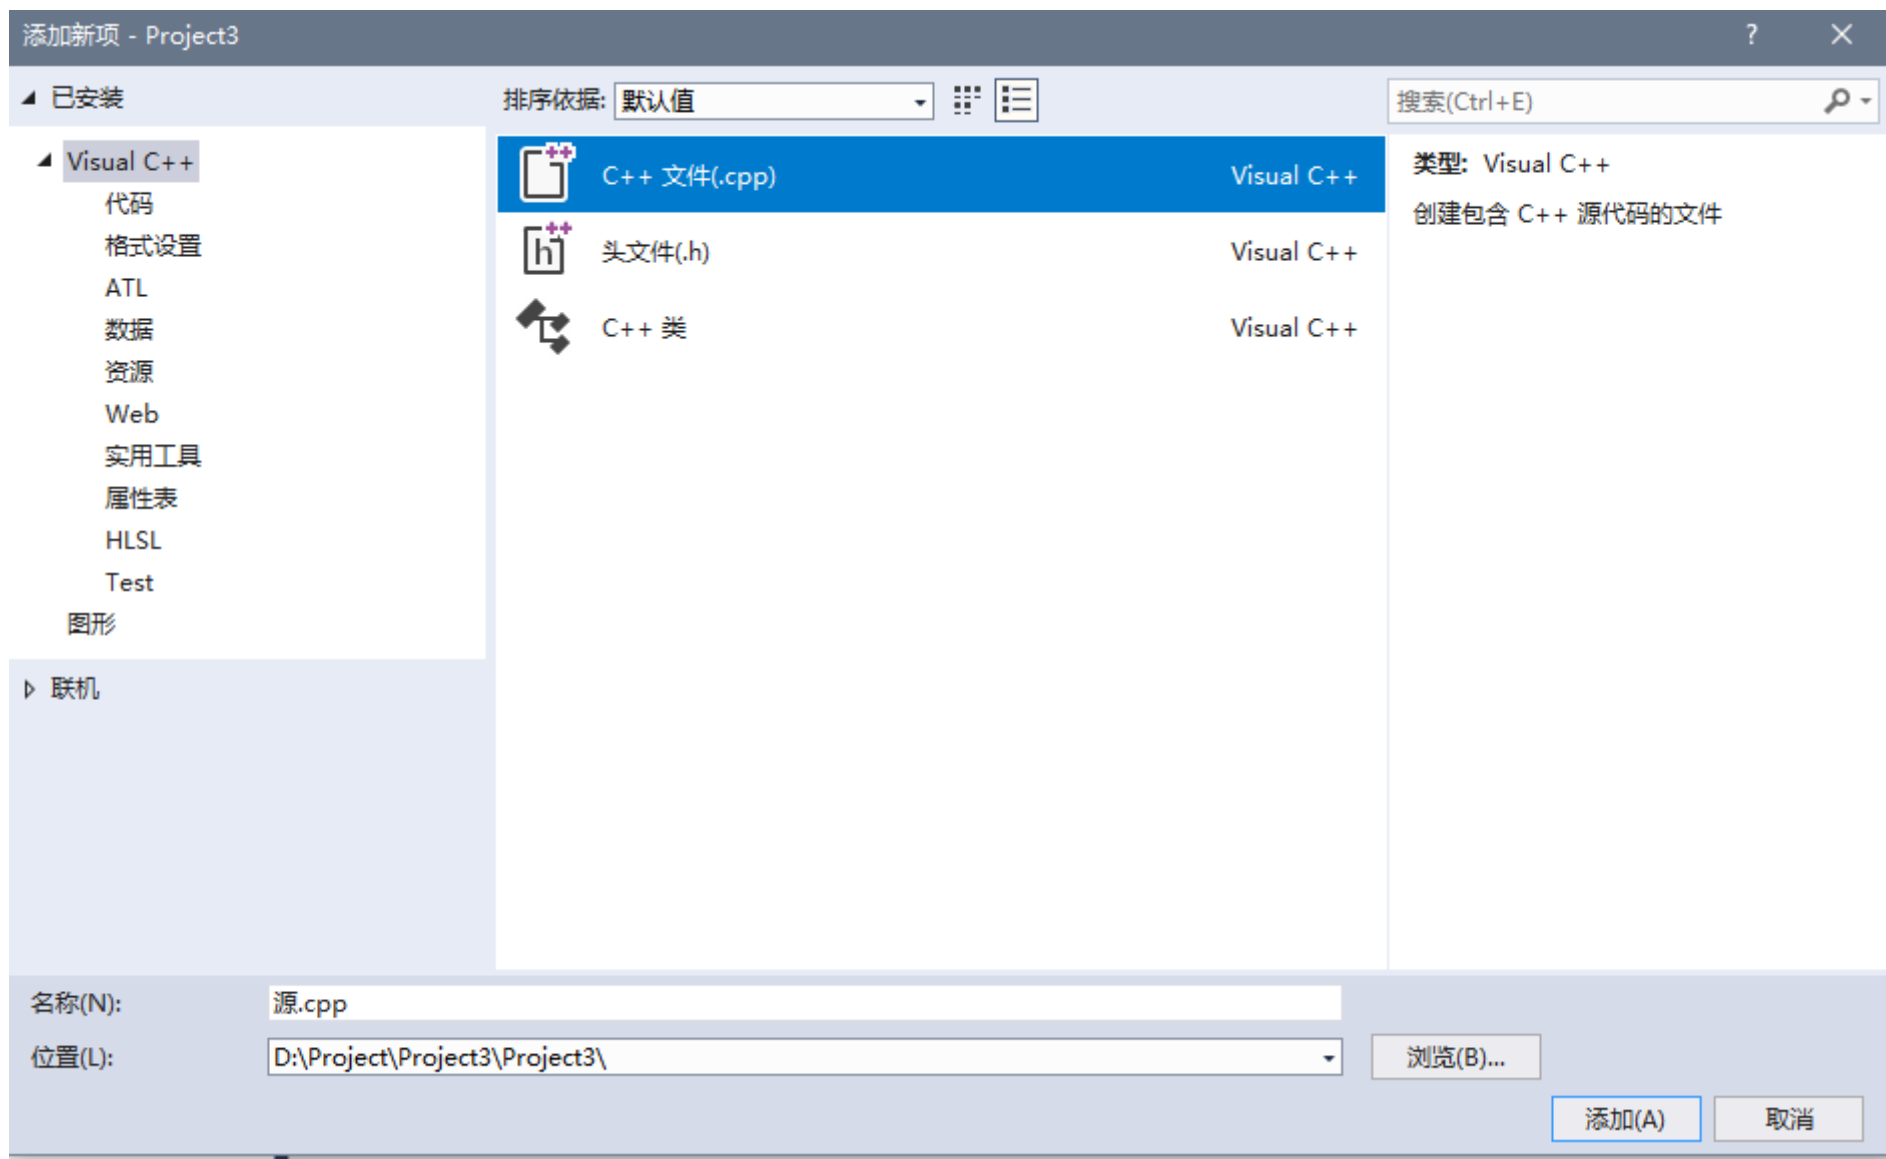 添加新项 - Project3
?
已安装
排序依据: 默认值
搜索(Ctrl+E)
Visual C++
代码
格式设置
ATL
数据
资源
Web
实用工具
属性表
HLSL
Test
图形
联机
C++ 文件(.cpp) Visual C++
头文件(.h) Visual C++
C++ 类 Visual C++
类型: Visual C++
创建包含 C++ 源代码的文件
名称(N): 源.cpp
位置(L): D:\Project\Project3\Project3\
浏览(B)...
添加(A) 取消